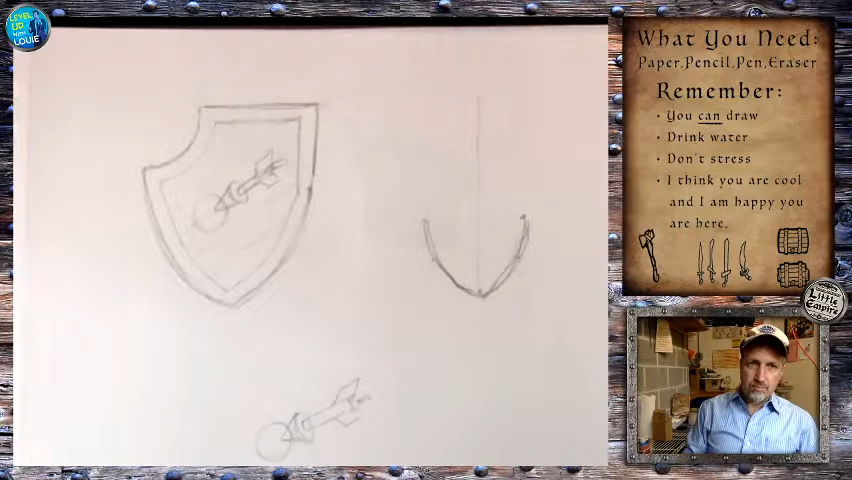 LEVEL
UP
WITH
LOUIE
What You Need:
Paper,Pencil,Pen,Eraser
Remember:
• You can draw
• Drink water
• Don't stress
• I think you are cool
and I am happy you
are here.
Little
Empire